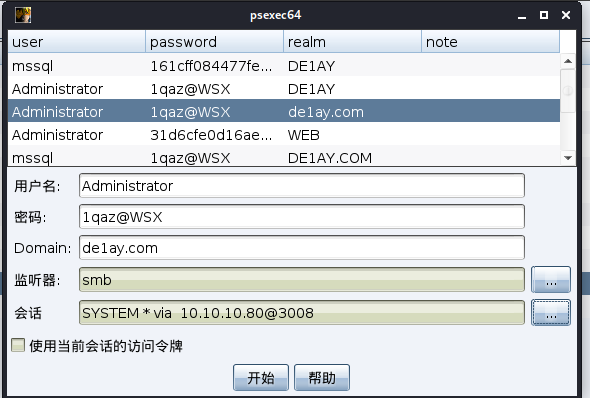 psexec64
user password realm note
mssql 161cff084477fe... DE1AY
Administrator 1qaz@WSX DE1AY
Administrator 1qaz@WSX de1ay.com
Administrator 31d6cfe0d16ae... WEB
mssql 1qaz@WSX DE1AY.COM
用户名: Administrator
密码: 1qaz@WSX
Domain: de1ay.com
监听器: smb ...
会话 SYSTEM * via 10.10.10.80@3008 ...
使用当前会话的访问令牌
开始 帮助